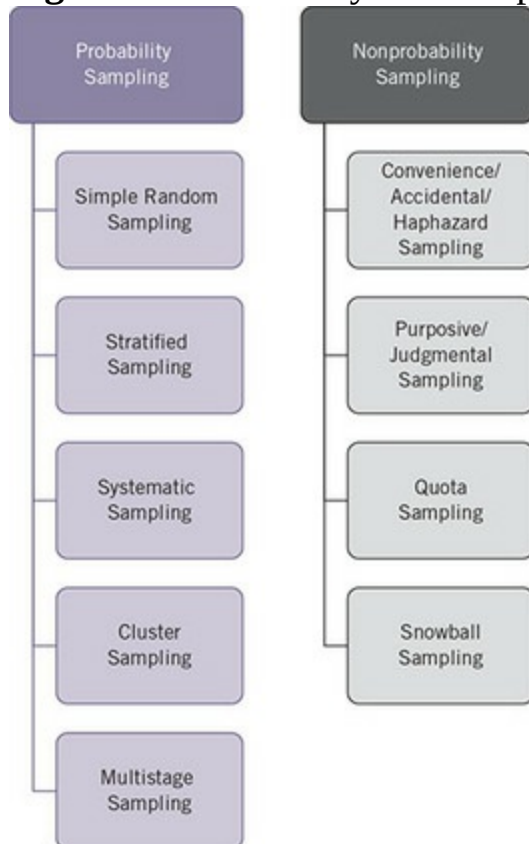 Probability
Sampling
Simple Random
Sampling
Stratified
Sampling
Systematic
Sampling
Cluster
Sampling
Multistage
Sampling
Nonprobability
Sampling
Convenience/
Accidental/
Haphazard
Sampling
Purposive/
Judgmental
Sampling
Quota
Sampling
Snowball
Sampling